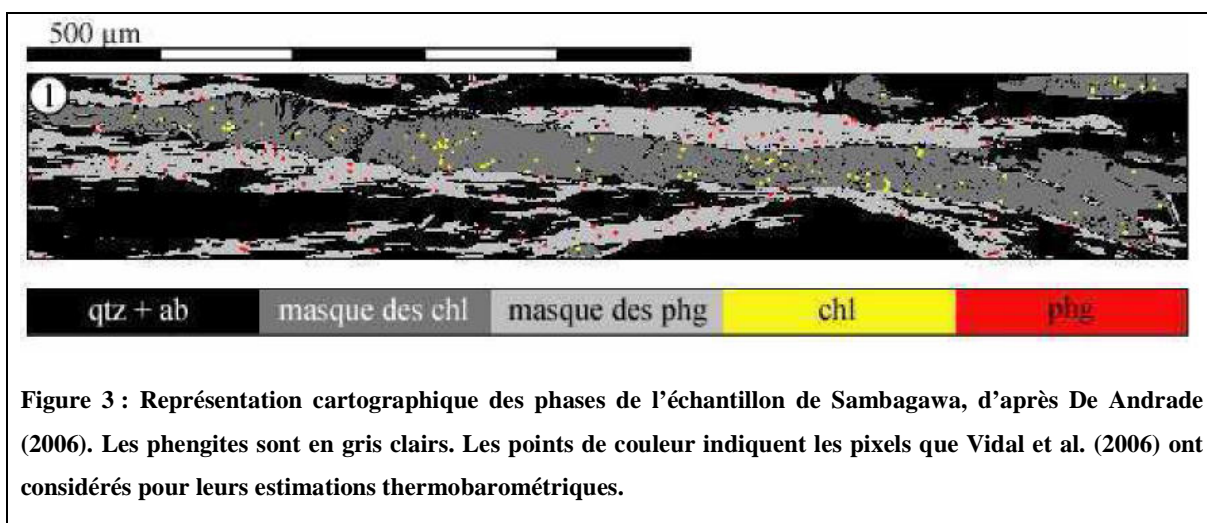 500 µm
1
qtz + ab masque des chl masque des phg chl phg
Figure 3 : Représentation cartographique des phases de l'échantillon de Sambagawa, d'après De Andrade
(2006). Les phengites sont en gris clairs. Les points de couleur indiquent les pixels que Vidal et al. (2006) ont
considérés pour leurs estimations thermobarométriques.